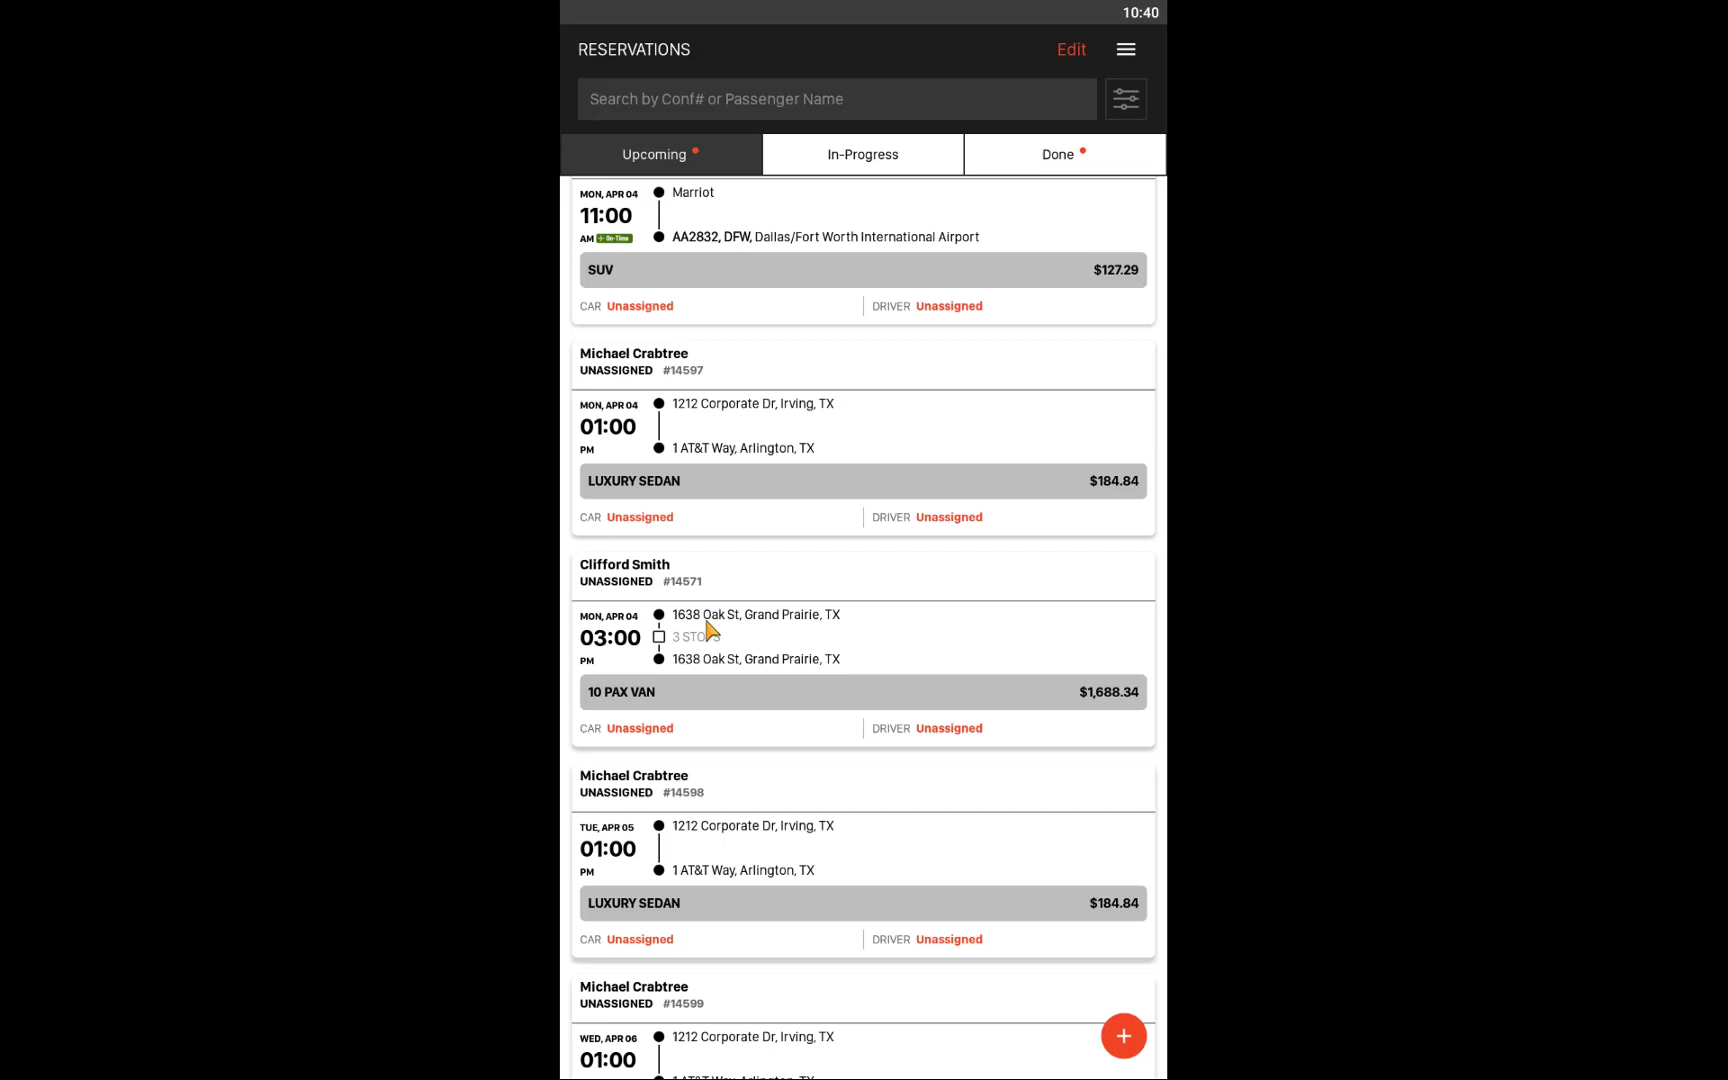 10:40
RESERVATIONS Edit
Search by Conf# or Passenger Name
Upcoming In-Progress Done
MON, APR 04 Marriot
11:00
AM On-Time AA2832, DFW, Dallas/Fort Worth International Airport
SUV $127.29
CAR Unassigned DRIVER Unassigned
Michael Crabtree
UNASSIGNED #14597
MON, APR 04 1212 Corporate Dr, Irving, TX
01:00
PM 1 AT&T Way, Arlington, TX
LUXURY SEDAN $184.84
CAR Unassigned DRIVER Unassigned
Clifford Smith
UNASSIGNED #14571
MON, APR 04 1638 Oak St, Grand Prairie, TX
03:00 3
PM 1638 Oak St, Grand Prairie, TX
10 PAX VAN $1,688.34
CAR Unassigned DRIVER Unassigned
Michael Crabtree
UNASSIGNED #14598
TUE, APR 05 1212 Corporate Dr, Irving, TX
01:00
PM 1 AT&T Way, Arlington, TX
LUXURY SEDAN $184.84
CAR Unassigned DRIVER Unassigned
Michael Crabtree
UNASSIGNED #14599
WED, APR 06 1212 Corporate Dr, Irving, TX
01:00